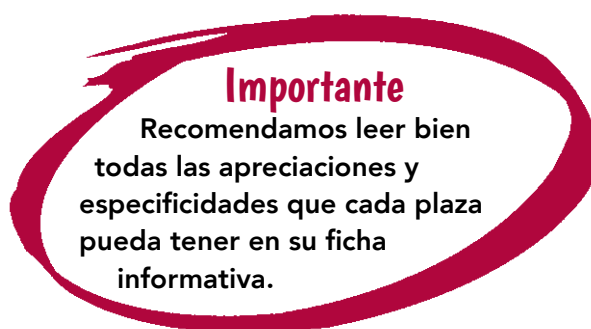 Importante
Recomendamos leer bien
todas las apreciaciones y
especificidades que cada plaza
pueda tener en su ficha
informativa.